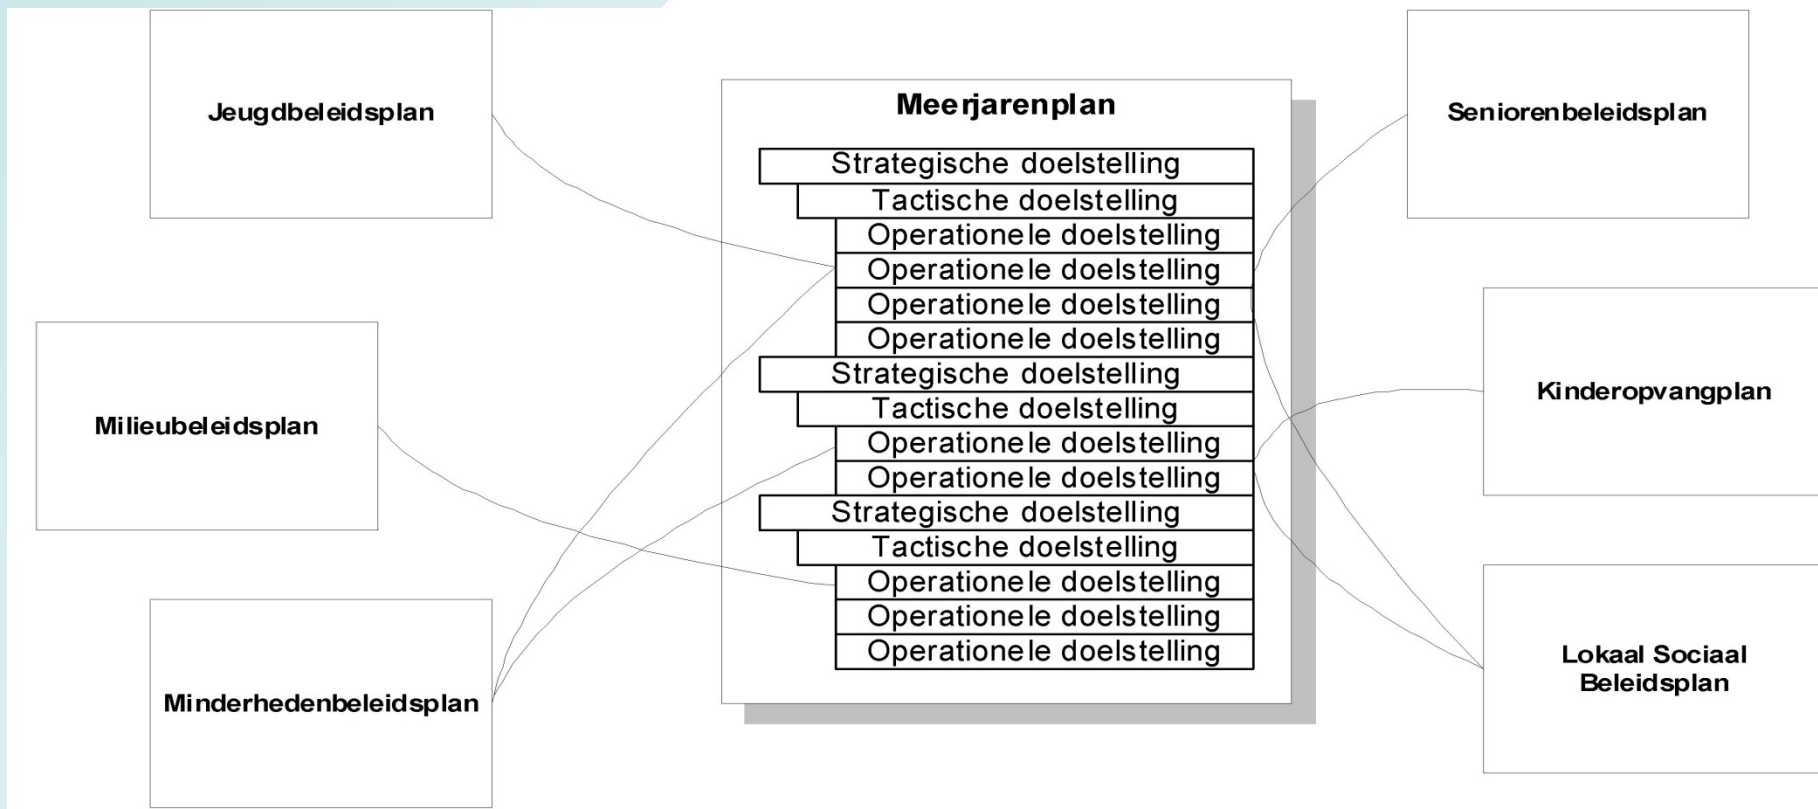 Jeugdbeleidsplan
Milieubeleidsplan
Minderhedenbeleidsplan
Meerjarenplan
Strategische doelstelling
Tactische doelstelling
Operationele doelstelling
Operationele doelstelling
Operationele doelstelling
Operationele doelstelling
Strategische doelstelling
Tactische doelstelling
Operationele doelstelling
Operationele doelstelling
Strategische doelstelling
Tactische doelstelling
Operationele doelstelling
Operationele doelstelling
Operationele doelstelling
Seniorenbeleidsplan
Kinderopvangplan
Lokaal Sociaal
Beleidsplan